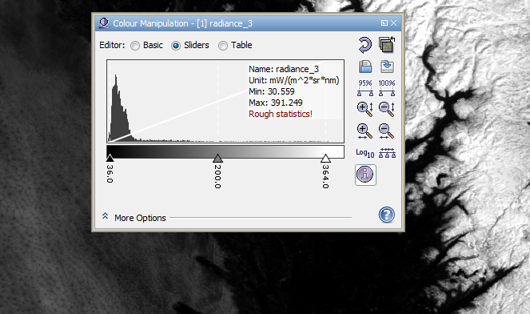 Colour Manipulation - [1] radiance_3
Editor: Basic Sliders Table
Name: radiance_3
Unit: mW/(m^2*sr*nm)
Min: 30.559
Max: 391.249
Rough statistics!
95% 100%
Log10
36.0 200.0 364.0
More Options